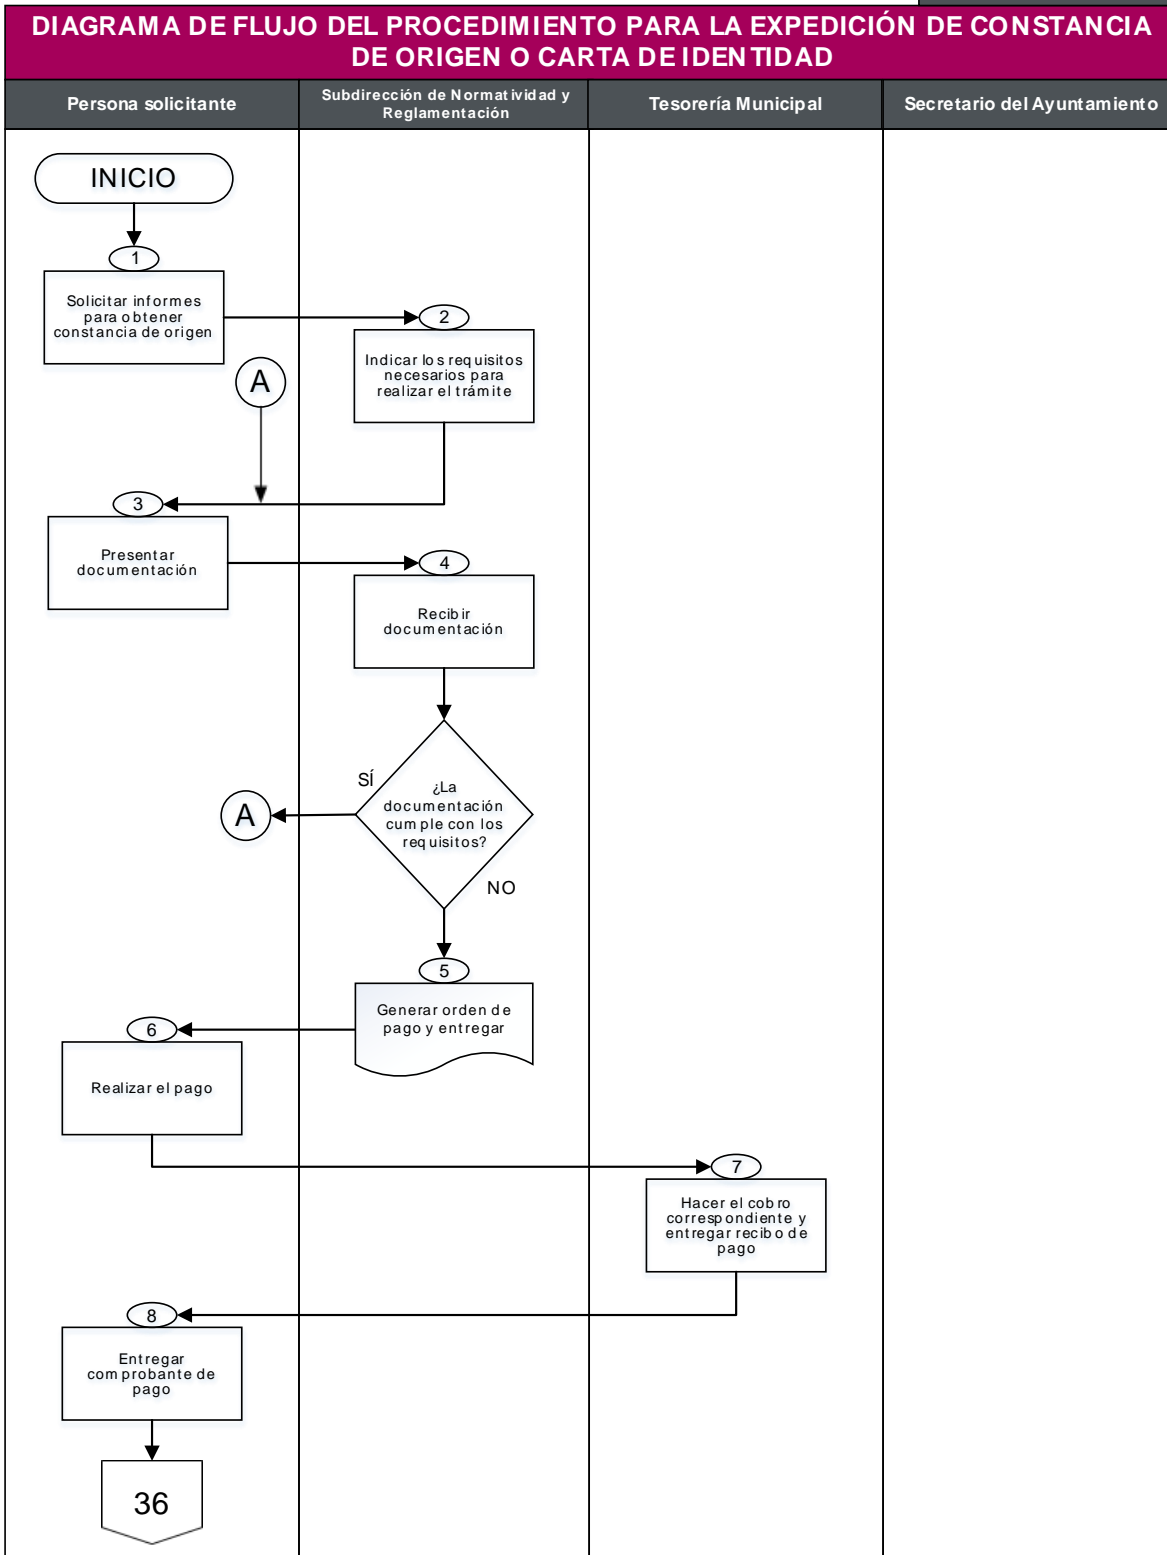 DIAGRAMA DE FLUJO DEL PROCEDIMIENTO PARA LA EXPEDICIÓN DE CONSTANCIA
DE ORIGEN O CARTA DE IDENTIDAD
Persona solicitante
Subdirección de Normatividad y
Reglamentación
Tesorería Municipal
Secretario del Ayuntamiento
INICIO
1
Solicitar informes
para obtener
constancia de origen
2
Indicar los requisitos
necesarios para
realizar el trámite
A
3
Presentar
documentación
4
Recibir
documentación
SÍ
¿La
documentación
cumple con los
requisitos?
A
NO
5
Generar orden de
pago y entregar
6
Realizar el pago
7
Hacer el cobro
correspondiente y
entregar recibo de
pago
8
Entregar
comprobante de
pago
36